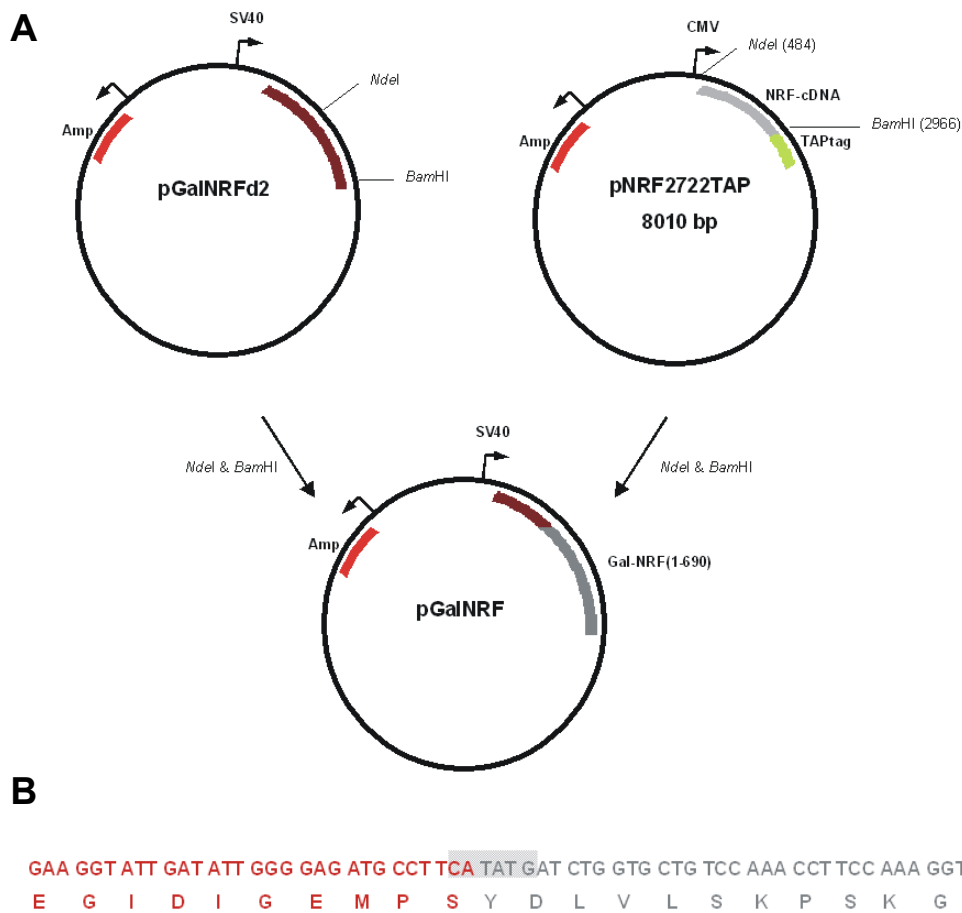 A
SV40
NdeI
Amp
BamHI
pGalNRFd2
CMV
NdeI (484)
NRF-cDNA
BamHI (2966)
Amp
TAPtag
pNRF2722TAP
8010 bp
NdeI & BamHI
NdeI & BamHI
SV40
Amp
Gal-NRF(1-690)
pGalNRF
B
GAA GGT ATT GAT ATT GGG GAG ATG CCT TCA TAT GAT CTG GTG CTG TCC AAA CCT TCC AAA GGT
E G I D I G E M P S Y D L V L S K P S K G